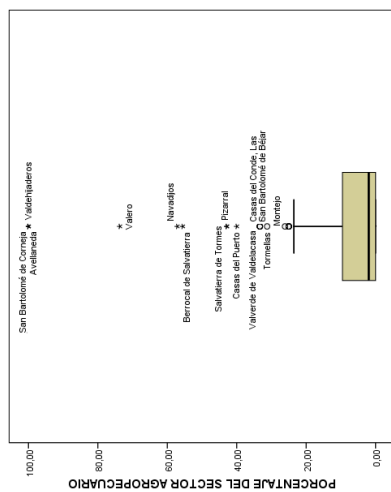 San Bartolomé de Corneja
Avellaneda
Valdehijaderos
Valero
Navadijos
Berrocal de Salvatierra
Salvatierra de Tormes
Pizarral
Casas del Puerto
Valverde de Valdelacasa
Casas del Conde, Las
San Bartolomé de Béjar
Tormellas
Montejo
100,00
80,00
60,00
40,00
20,00
0,00
PORCENTAJE DEL SECTOR AGROPECUARIO